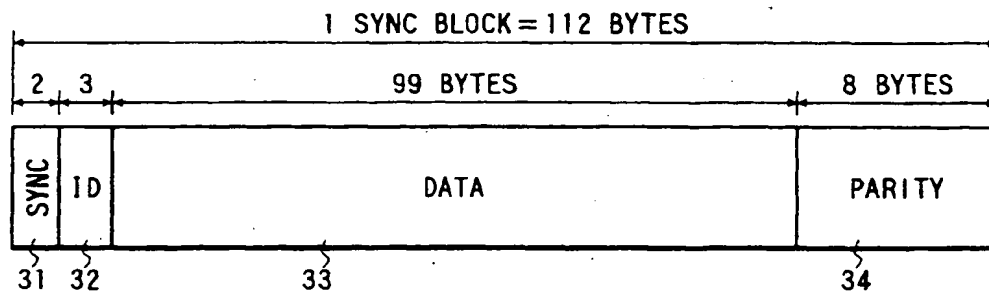 1 SYNC BLOCK=112 BYTES
2 3 99 BYTES 8 BYTES
SYNC ID DATA PARITY
31 32 33 34